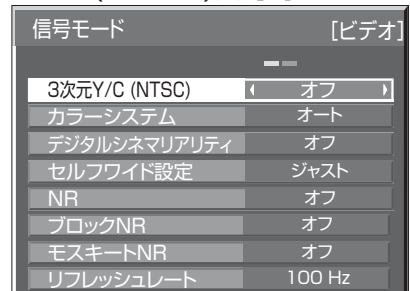 信号モード [ビデオ]
3次元Y/C (NTSC) オフ
カラーシステム オート
デジタルシネマリアリティ オフ
セルフワイド設定 ジャスト
NR オフ
ブロックNR オフ
モスキートNR オフ
リフレッシュレート 100 Hz